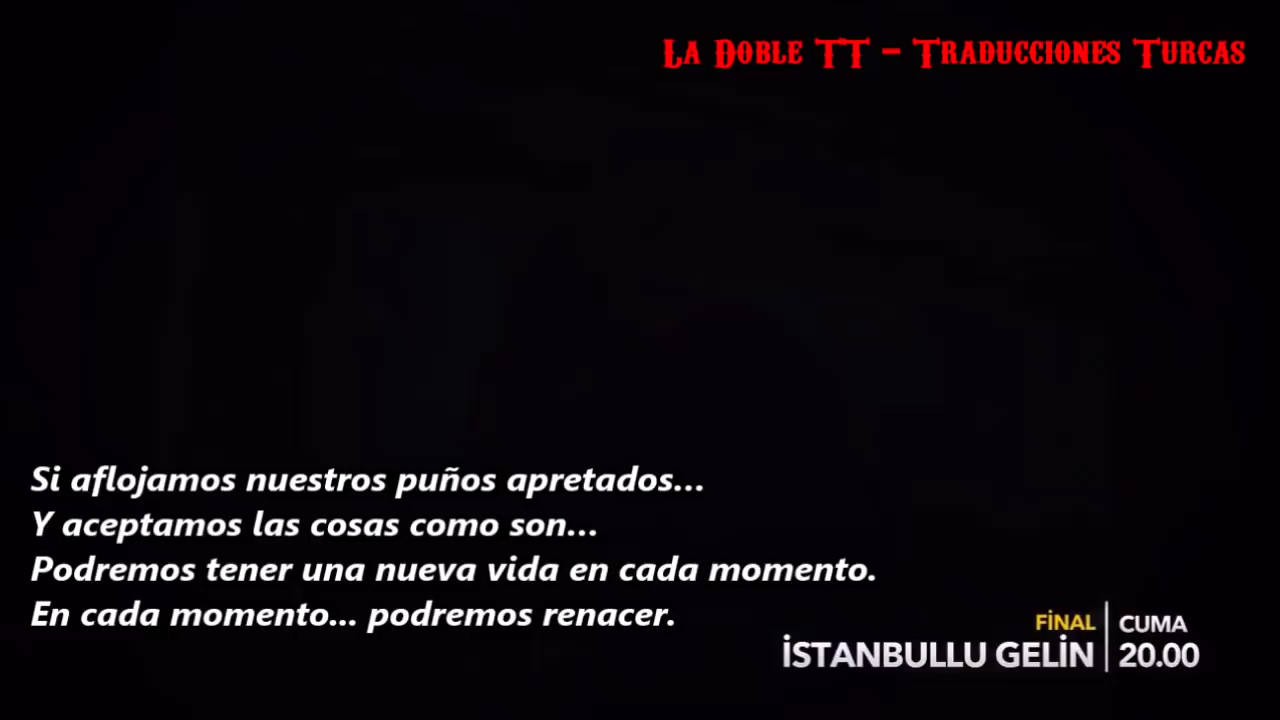 La Doble TT - Traducciones Turcas
Si aflojamos nuestros puños apretados...
Y aceptamos las cosas como son...
Podremos tener una nueva vida en cada momento.
En cada momento... podremos renacer.
FİNAL
İSTANBULLU GELİN
CUMA
20.00